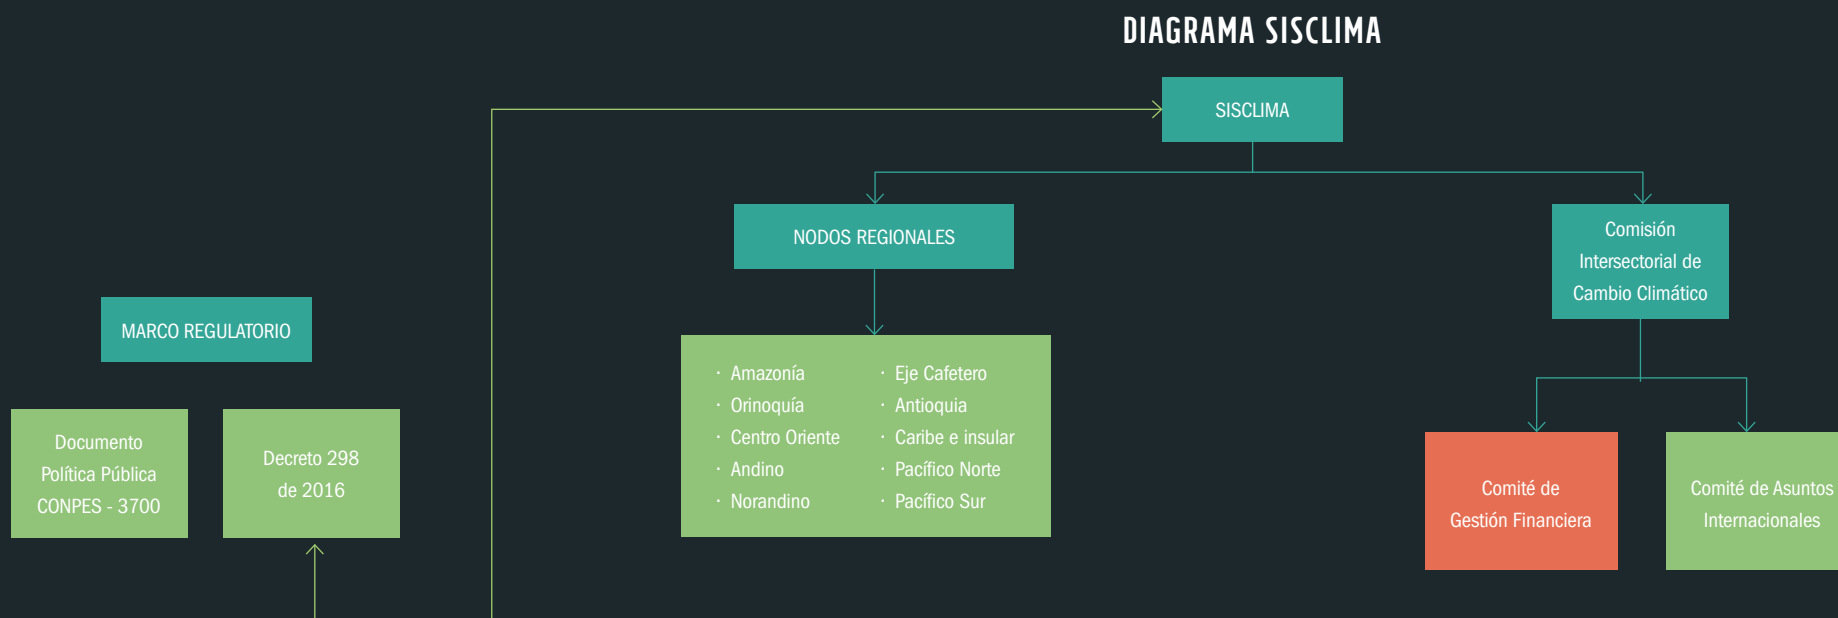 DIAGRAMA SISCLIMA
SISCLIMA
NODOS REGIONALES
Comisión
Intersectorial de
Cambio Climático
MARCO REGULATORIO
Documento
Política Pública
CONPES - 3700
Decreto 298
de 2016
· Amazonía
· Orinoquía
· Centro Oriente
· Andino
· Norandino
· Eje Cafetero
· Antioquia
· Caribe e insular
· Pacífico Norte
· Pacífico Sur
Comité de
Gestión Financiera
Comité de Asuntos
Internacionales